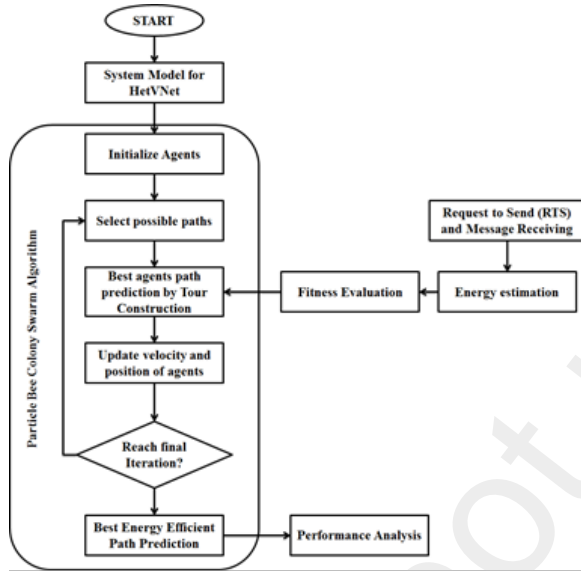 START
System Model for
HetVNet
Initialize Agents
Select possible paths
Request to Send (RTS)
and Message Receiving
Best agents path
prediction by Tour
Construction
Fitness Evaluation
Energy estimation
Update velocity and
position of agents
Reach final
Iteration?
Best Energy Efficient
Path Prediction
Performance Analysis
Particle Bee Colony Swarm Algorithm